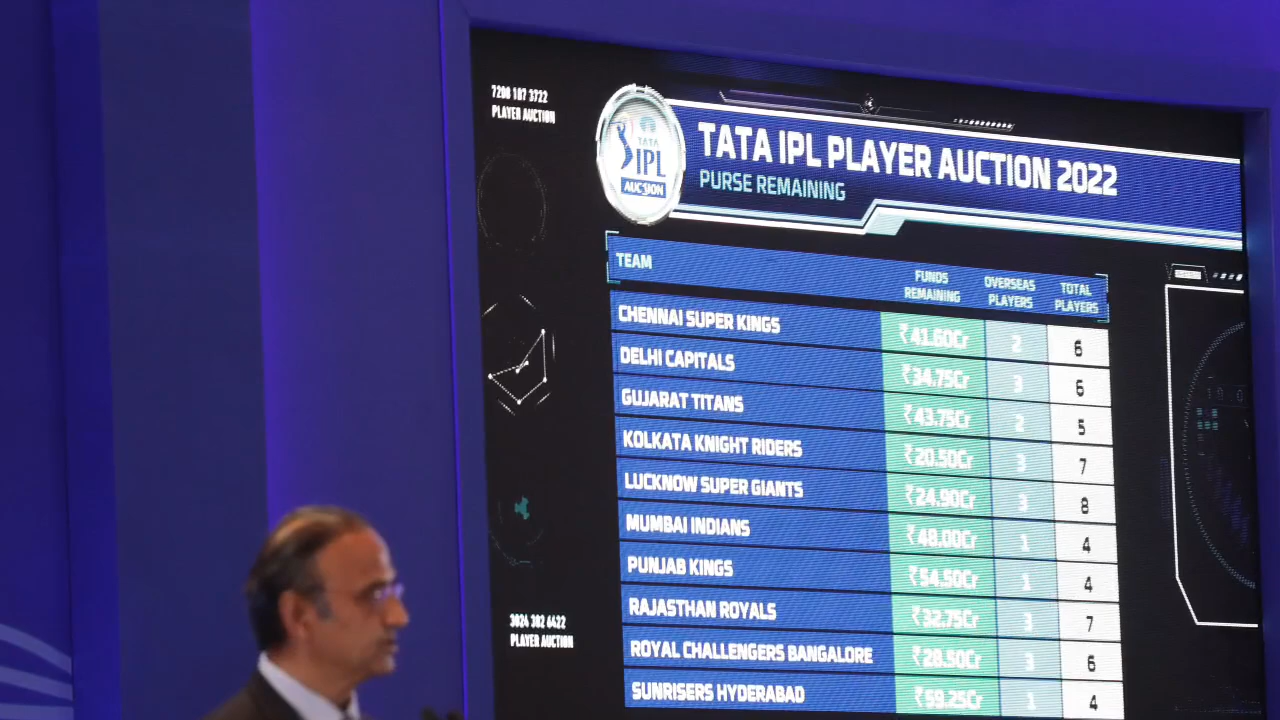 7208 107 3722
PLAYER AUCTION
TATA
IPL
AUCTION
TATA IPL PLAYER AUCTION 2022
PURSE REMAINING
TEAM FUNDS REMAINING OVERSEAS PLAYERS TOTAL PLAYERS
CHENNAI SUPER KINGS ₹41.60Cr 2 6
DELHI CAPITALS ₹34.75Cr 3 6
GUJARAT TITANS ₹43.75Cr 2 5
KOLKATA KNIGHT RIDERS ₹20.50Cr 3 7
LUCKNOW SUPER GIANTS ₹24.90Cr 3 8
MUMBAI INDIANS ₹48.00Cr 1 4
PUNJAB KINGS ₹54.50Cr 1 4
RAJASTHAN ROYALS ₹32.75Cr 3 7
ROYAL CHALLENGERS BANGALORE ₹28.50Cr 3 6
SUNRISERS HYDERABAD ₹59.25Cr 1 4
3024 302 6422
PLAYER AUCTION